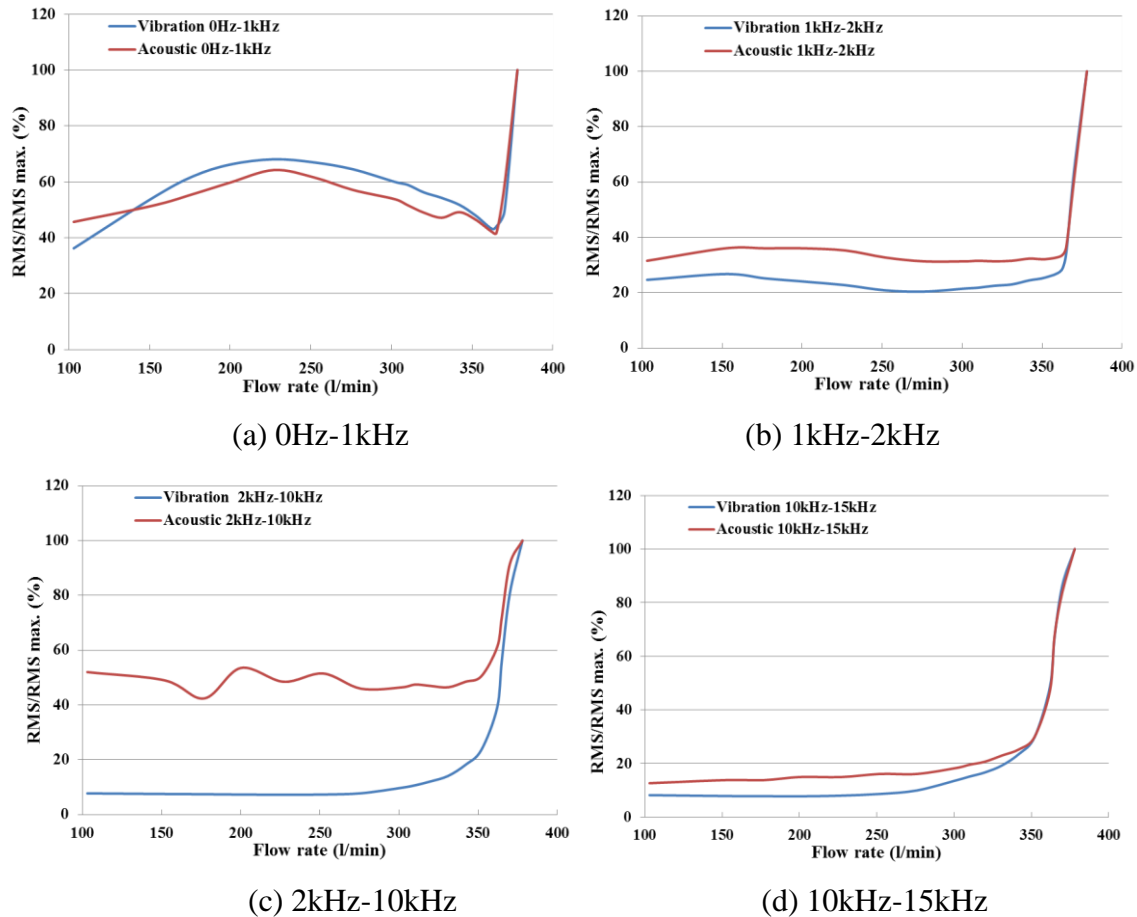 120
100
80
60
40
20
0
RMS/RMS max. (%)
Vibration 0Hz-1kHz
Acoustic 0Hz-1kHz
100 150 200 250 300 350 400
Flow rate (l/min)
(a) 0Hz-1kHz
120
100
80
60
40
20
0
RMS/RMS max. (%)
Vibration 1kHz-2kHz
Acoustic 1kHz-2kHz
100 150 200 250 300 350 400
Flow rate (l/min)
(b) 1kHz-2kHz
120
100
80
60
40
20
0
RMS/RMS max. (%)
Vibration 2kHz-10kHz
Acoustic 2kHz-10kHz
100 150 200 250 300 350 400
Flow rate (l/min)
(c) 2kHz-10kHz
120
100
80
60
40
20
0
RMS/RMS max. (%)
Vibration 10kHz-15kHz
Acoustic 10kHz-15kHz
100 150 200 250 300 350 400
Flow rate (l/min)
(d) 10kHz-15kHz